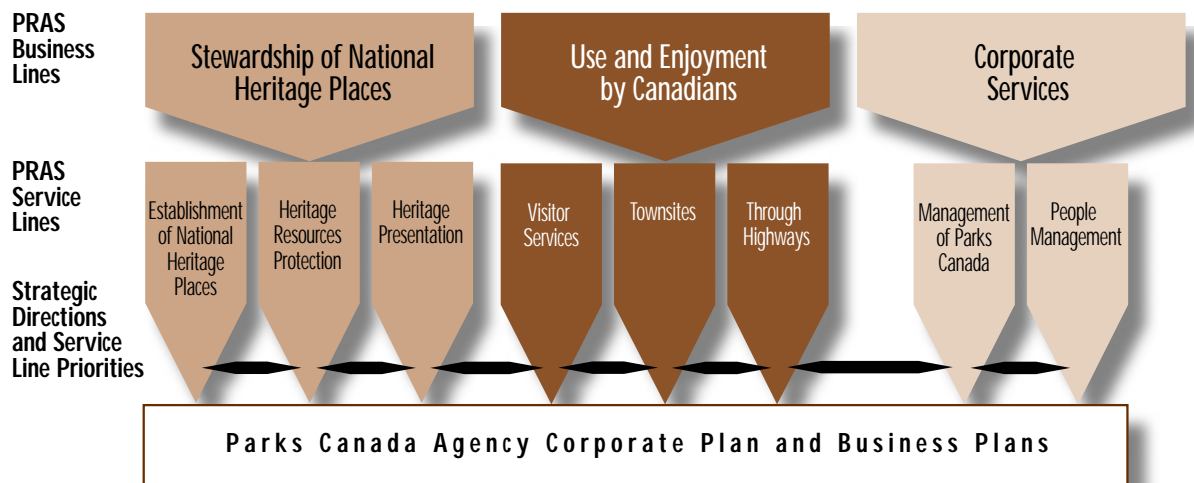 PRAS
Business
Lines
Stewardship of National
Heritage Places
Use and Enjoyment
by Canadians
Corporate
Services
PRAS
Service
Lines
Establishment
of National
Heritage
Places
Heritage
Resources
Protection
Heritage
Presentation
Visitor
Services
Townsites
Through
Highways
Management
of Parks
Canada
People
Management
Strategic
Directions
and Service
Line Priorities
Parks Canada Agency Corporate Plan and Business Plans